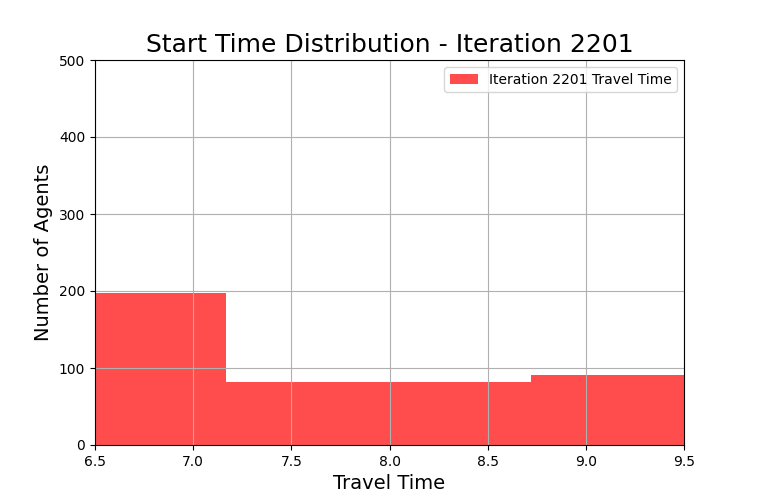 Start Time Distribution - Iteration 2201
Iteration 2201 Travel Time
Number of Agents
500
400
300
200
100
0
6.5 7.0 7.5 8.0 8.5 9.0 9.5
Travel Time